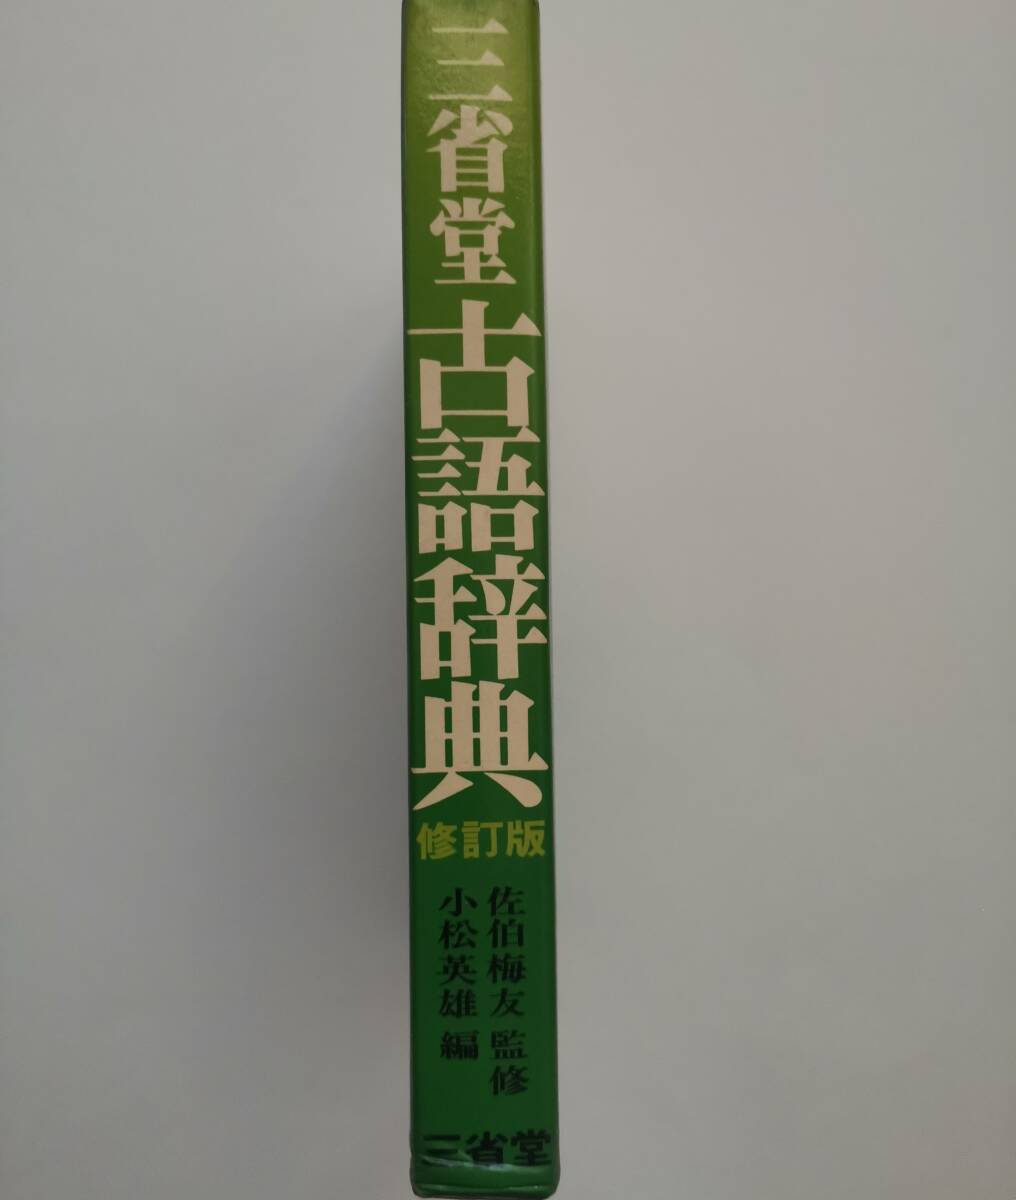 三省堂
古語辞典
修訂版
佐伯梅友 監修
小松英雄 編
三省堂